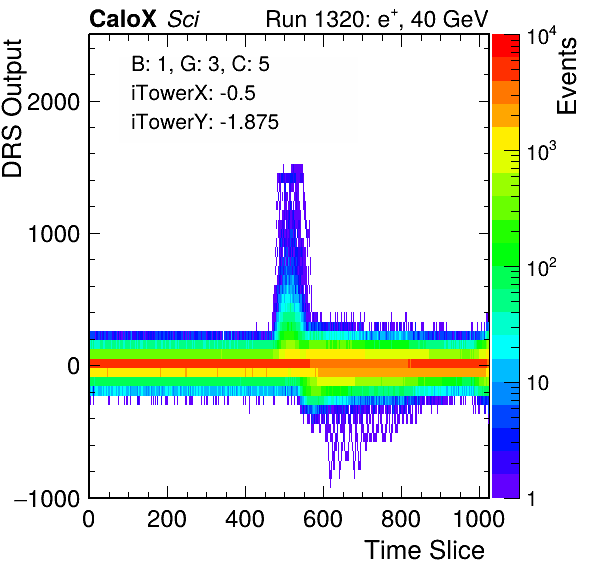 CaloX Sci Run 1320: e⁺, 40 GeV
B: 1, G: 3, C: 5
iTowerX: -0.5
iTowerY: -1.875
DRS Output
2000
1000
0
−1000
0 200 400 600 800 1000
Time Slice
Events
10⁴
10³
10²
10
1